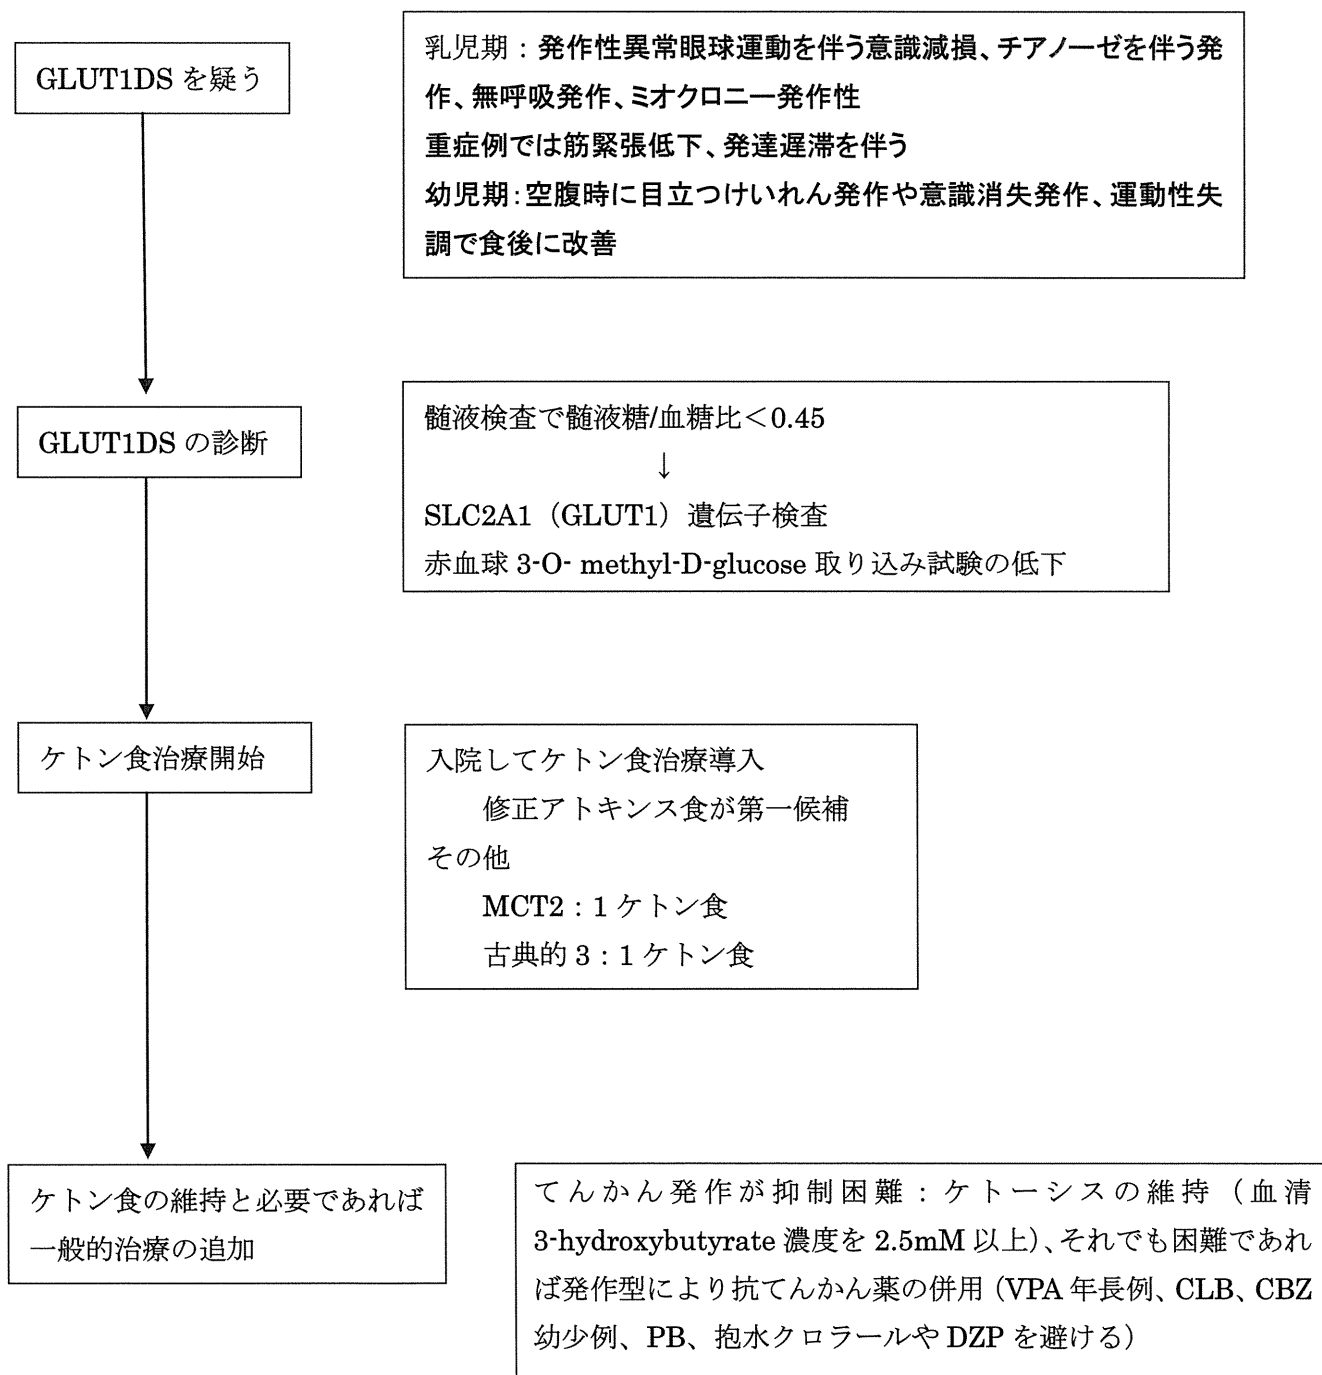 GLUT1DS を疑う
乳児期：発作性異常眼球運動を伴う意識減損、チアノーゼを伴う発
作、無呼吸発作、ミオクロニー発作性
重症例では筋緊張低下、発達遅滞を伴う
幼児期：空腹時に目立つけいれん発作や意識消失発作、運動性失
調で食後に改善
GLUT1DS の診断
髄液検査で髄液糖/血糖比＜0.45
↓
SLC2A1（GLUT1）遺伝子検査
赤血球 3-O- methyl-D-glucose 取り込み試験の低下
ケトン食治療開始
入院してケトン食治療導入
修正アトキンス食が第一候補
その他
MCT2：1 ケトン食
古典的 3：1 ケトン食
ケトン食の維持と必要であれば
一般的治療の追加
てんかん発作が抑制困難：ケトーシスの維持（血清
3-hydroxybutyrate 濃度を 2.5mM 以上）、それでも困難であれ
ば発作型により抗てんかん薬の併用（VPA 年長例、CLB、CBZ
幼少例、PB、抱水クロラールや DZP を避ける）